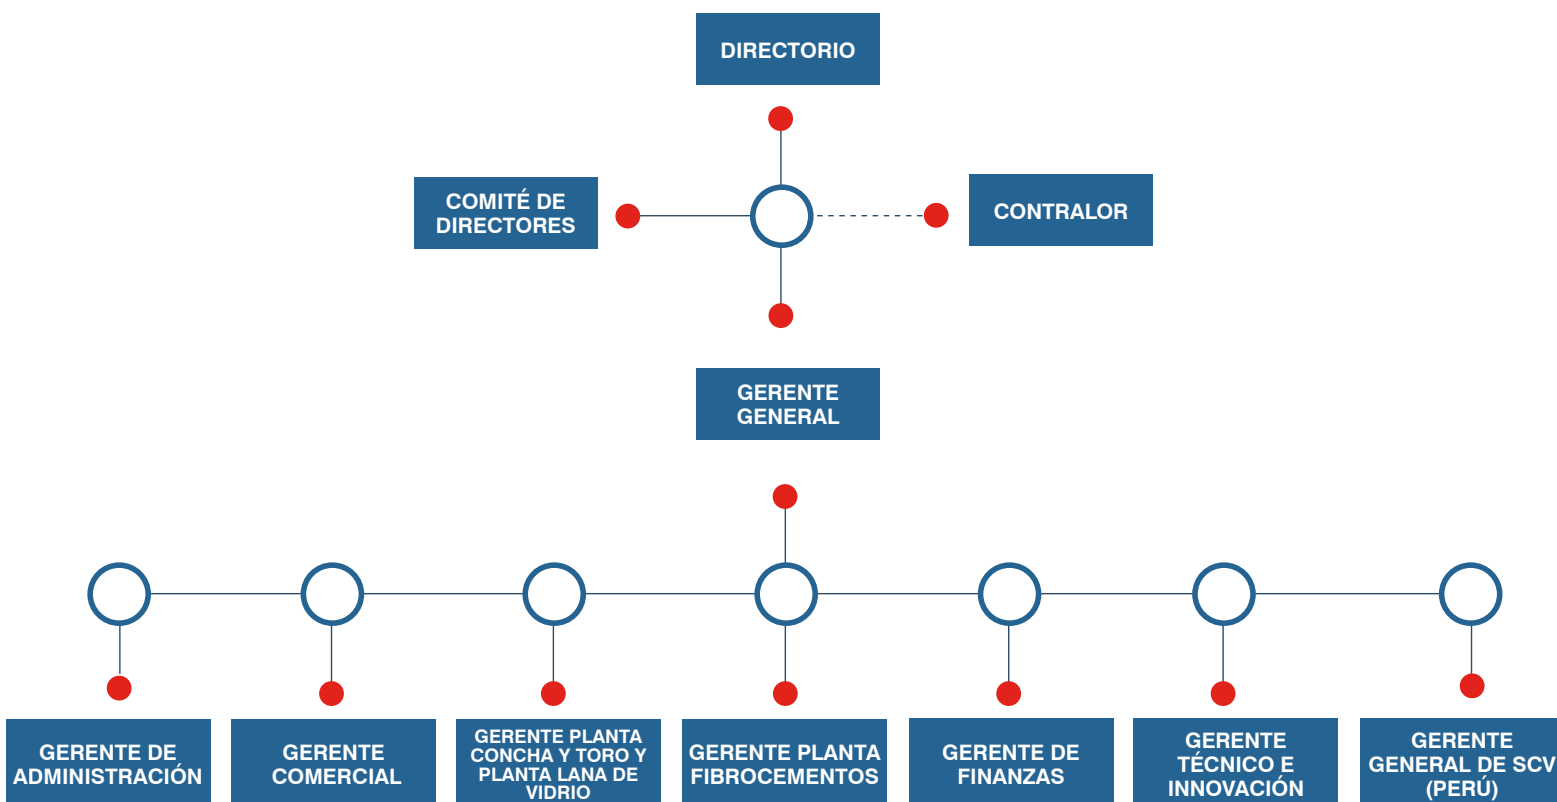 DIRECTORIO
COMITÉ DE
DIRECTORES
CONTRALOR
GERENTE
GENERAL
GERENTE DE
ADMINISTRACIÓN
GERENTE
COMERCIAL
GERENTE PLANTA
CONCHA Y TORO Y
PLANTA LANA DE
VIDRIO
GERENTE PLANTA
FIBROCEMENTOS
GERENTE DE
FINANZAS
GERENTE
TÉCNICO E
INNOVACIÓN
GERENTE
GENERAL DE SCV
(PERÚ)